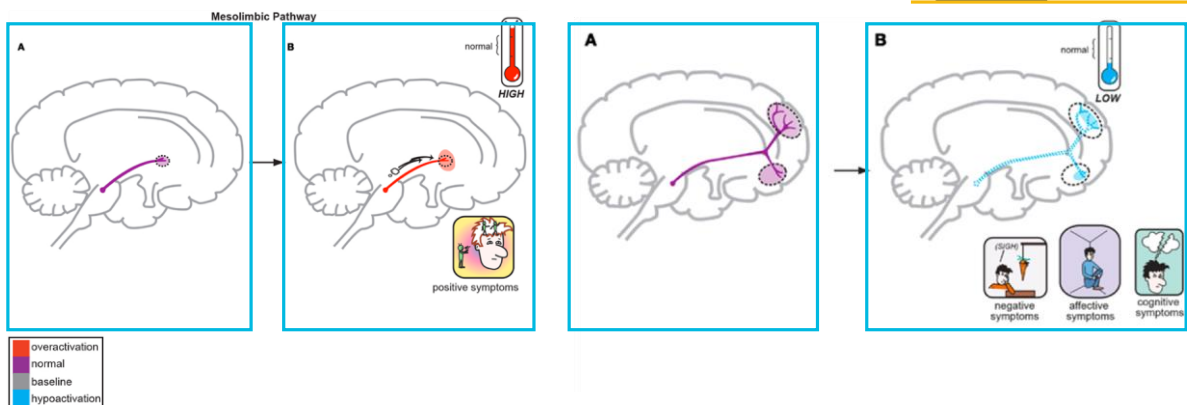 Mesolimbic Pathway
A
B
normal
HIGH
positive symptoms
A
B
normal
LOW
(SIGH)
negative
symptoms
affective
symptoms
cognitive
symptoms
overactivation
normal
baseline
hypoactivation